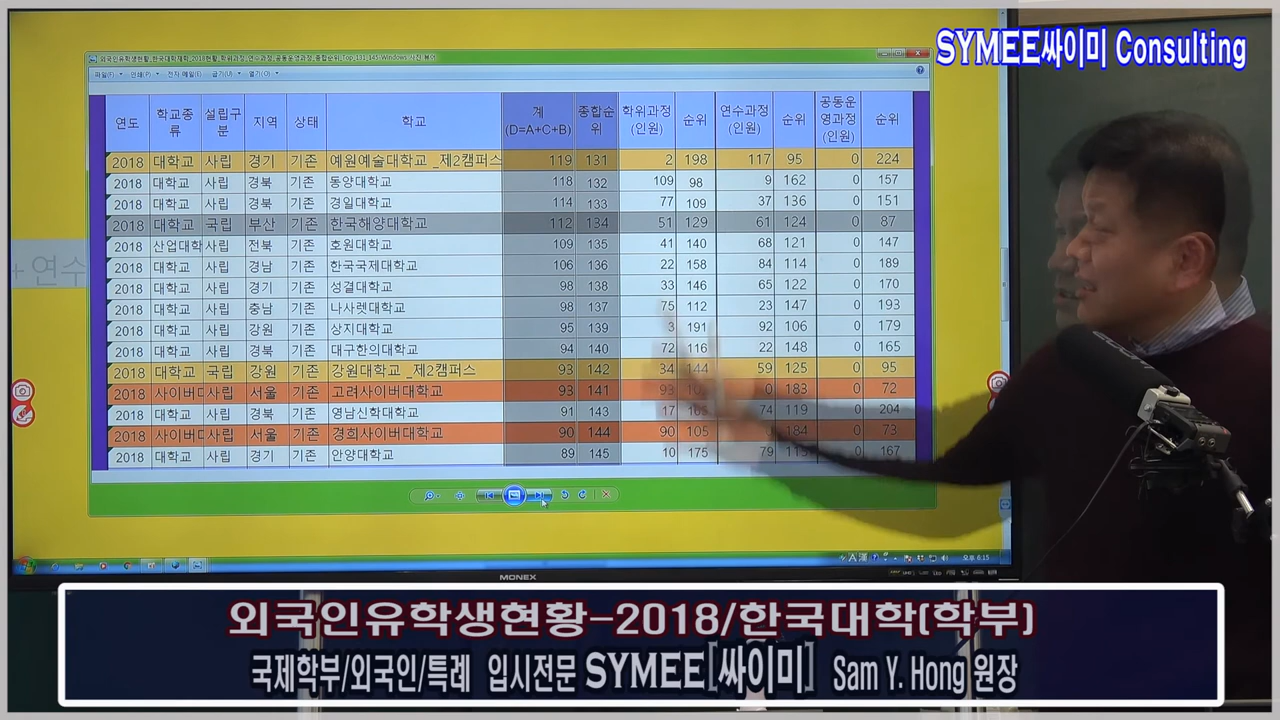 SYMEE싸이미 Consulting
연도 학교종류 설립구분 지역 상태 학교 계 (D=A+C+B) 종합순위 학위과정(인원) 순위 연수과정(인원) 순위 공동운영과정(인원) 순위
2018 대학교 사립 경기 기존 예원예술대학교 _제2캠퍼스 119 131 2 198 117 95 0 224
2018 대학교 사립 경북 기존 동양대학교 118 132 109 98 9 162 0 157
2018 대학교 사립 경북 기존 경일대학교 114 133 77 109 37 136 0 151
2018 대학교 국립 부산 기존 한국해양대학교 112 134 51 129 61 124 0 87
2018 산업대학 사립 전북 기존 호원대학교 109 135 41 140 68 121 0 147
2018 대학교 사립 경남 기존 한국국제대학교 106 136 22 158 84 114 0 189
2018 대학교 사립 경기 기존 성결대학교 98 138 33 146 65 122 0 170
2018 대학교 사립 충남 기존 나사렛대학교 98 137 75 112 23 147 0 193
2018 대학교 사립 강원 기존 상지대학교 95 139 3 191 92 106 0 179
2018 대학교 사립 경북 기존 대구한의대학교 94 140 72 116 22 148 0 165
2018 대학교 국립 강원 기존 강원대학교 _제2캠퍼스 93 142 34 144 59 125 0 95
2018 사이버대 사립 서울 기존 고려사이버대학교 93 141 93 0 183 0 72
2018 대학교 사립 경북 기존 영남신학대학교 91 143 17 74 119 0 204
2018 사이버대 사립 서울 기존 경희사이버대학교 90 144 90 105 184 0 73
2018 대학교 사립 경기 기존 안양대학교 89 145 10 175 79 0 167
+ 연수
오후 6:15
MONEX
외국인유학생현황-2018/한국대학(학부)
국제학부/외국인/특례 입시전문 SYMEE[싸이미] Sam Y. Hong 원장